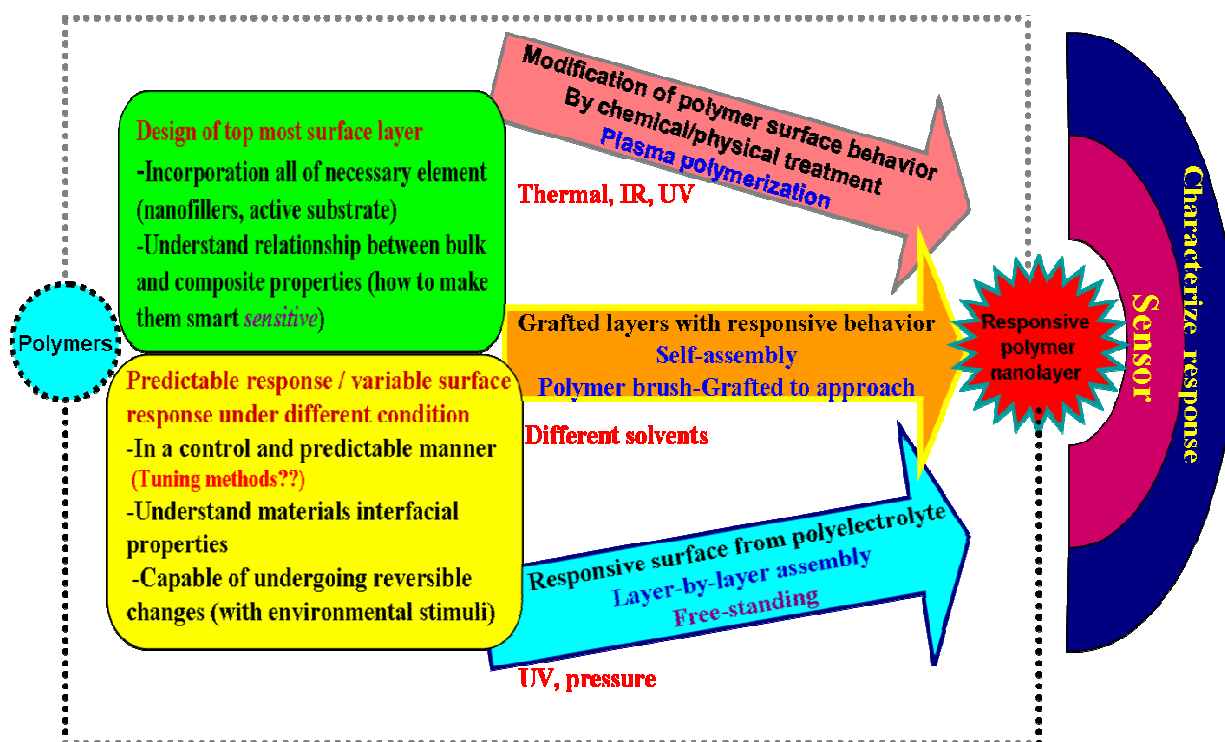 Polymers
Design of top most surface layer
-Incorporation all of necessary element
(nanofillers, active substrate)
-Understand relationship between bulk
and composite properties (how to make
them smart sensitive)
Predictable response / variable surface
response under different condition
-In a control and predictable manner
(Tuning methods??)
-Understand materials interfacial
properties
-Capable of undergoing reversible
changes (with environmental stimuli)
Modification of polymer surface behavior
By chemical/physical treatment
Plasma polymerization
Thermal, IR, UV
Grafted layers with responsive behavior
Self-assembly
Polymer brush-Grafted to approach
Different solvents
Responsive surface from polyelectrolyte
Layer-by-layer assembly
Free-standing
UV, pressure
Responsive
polymer
nanolayer
Sensor
Characterize response